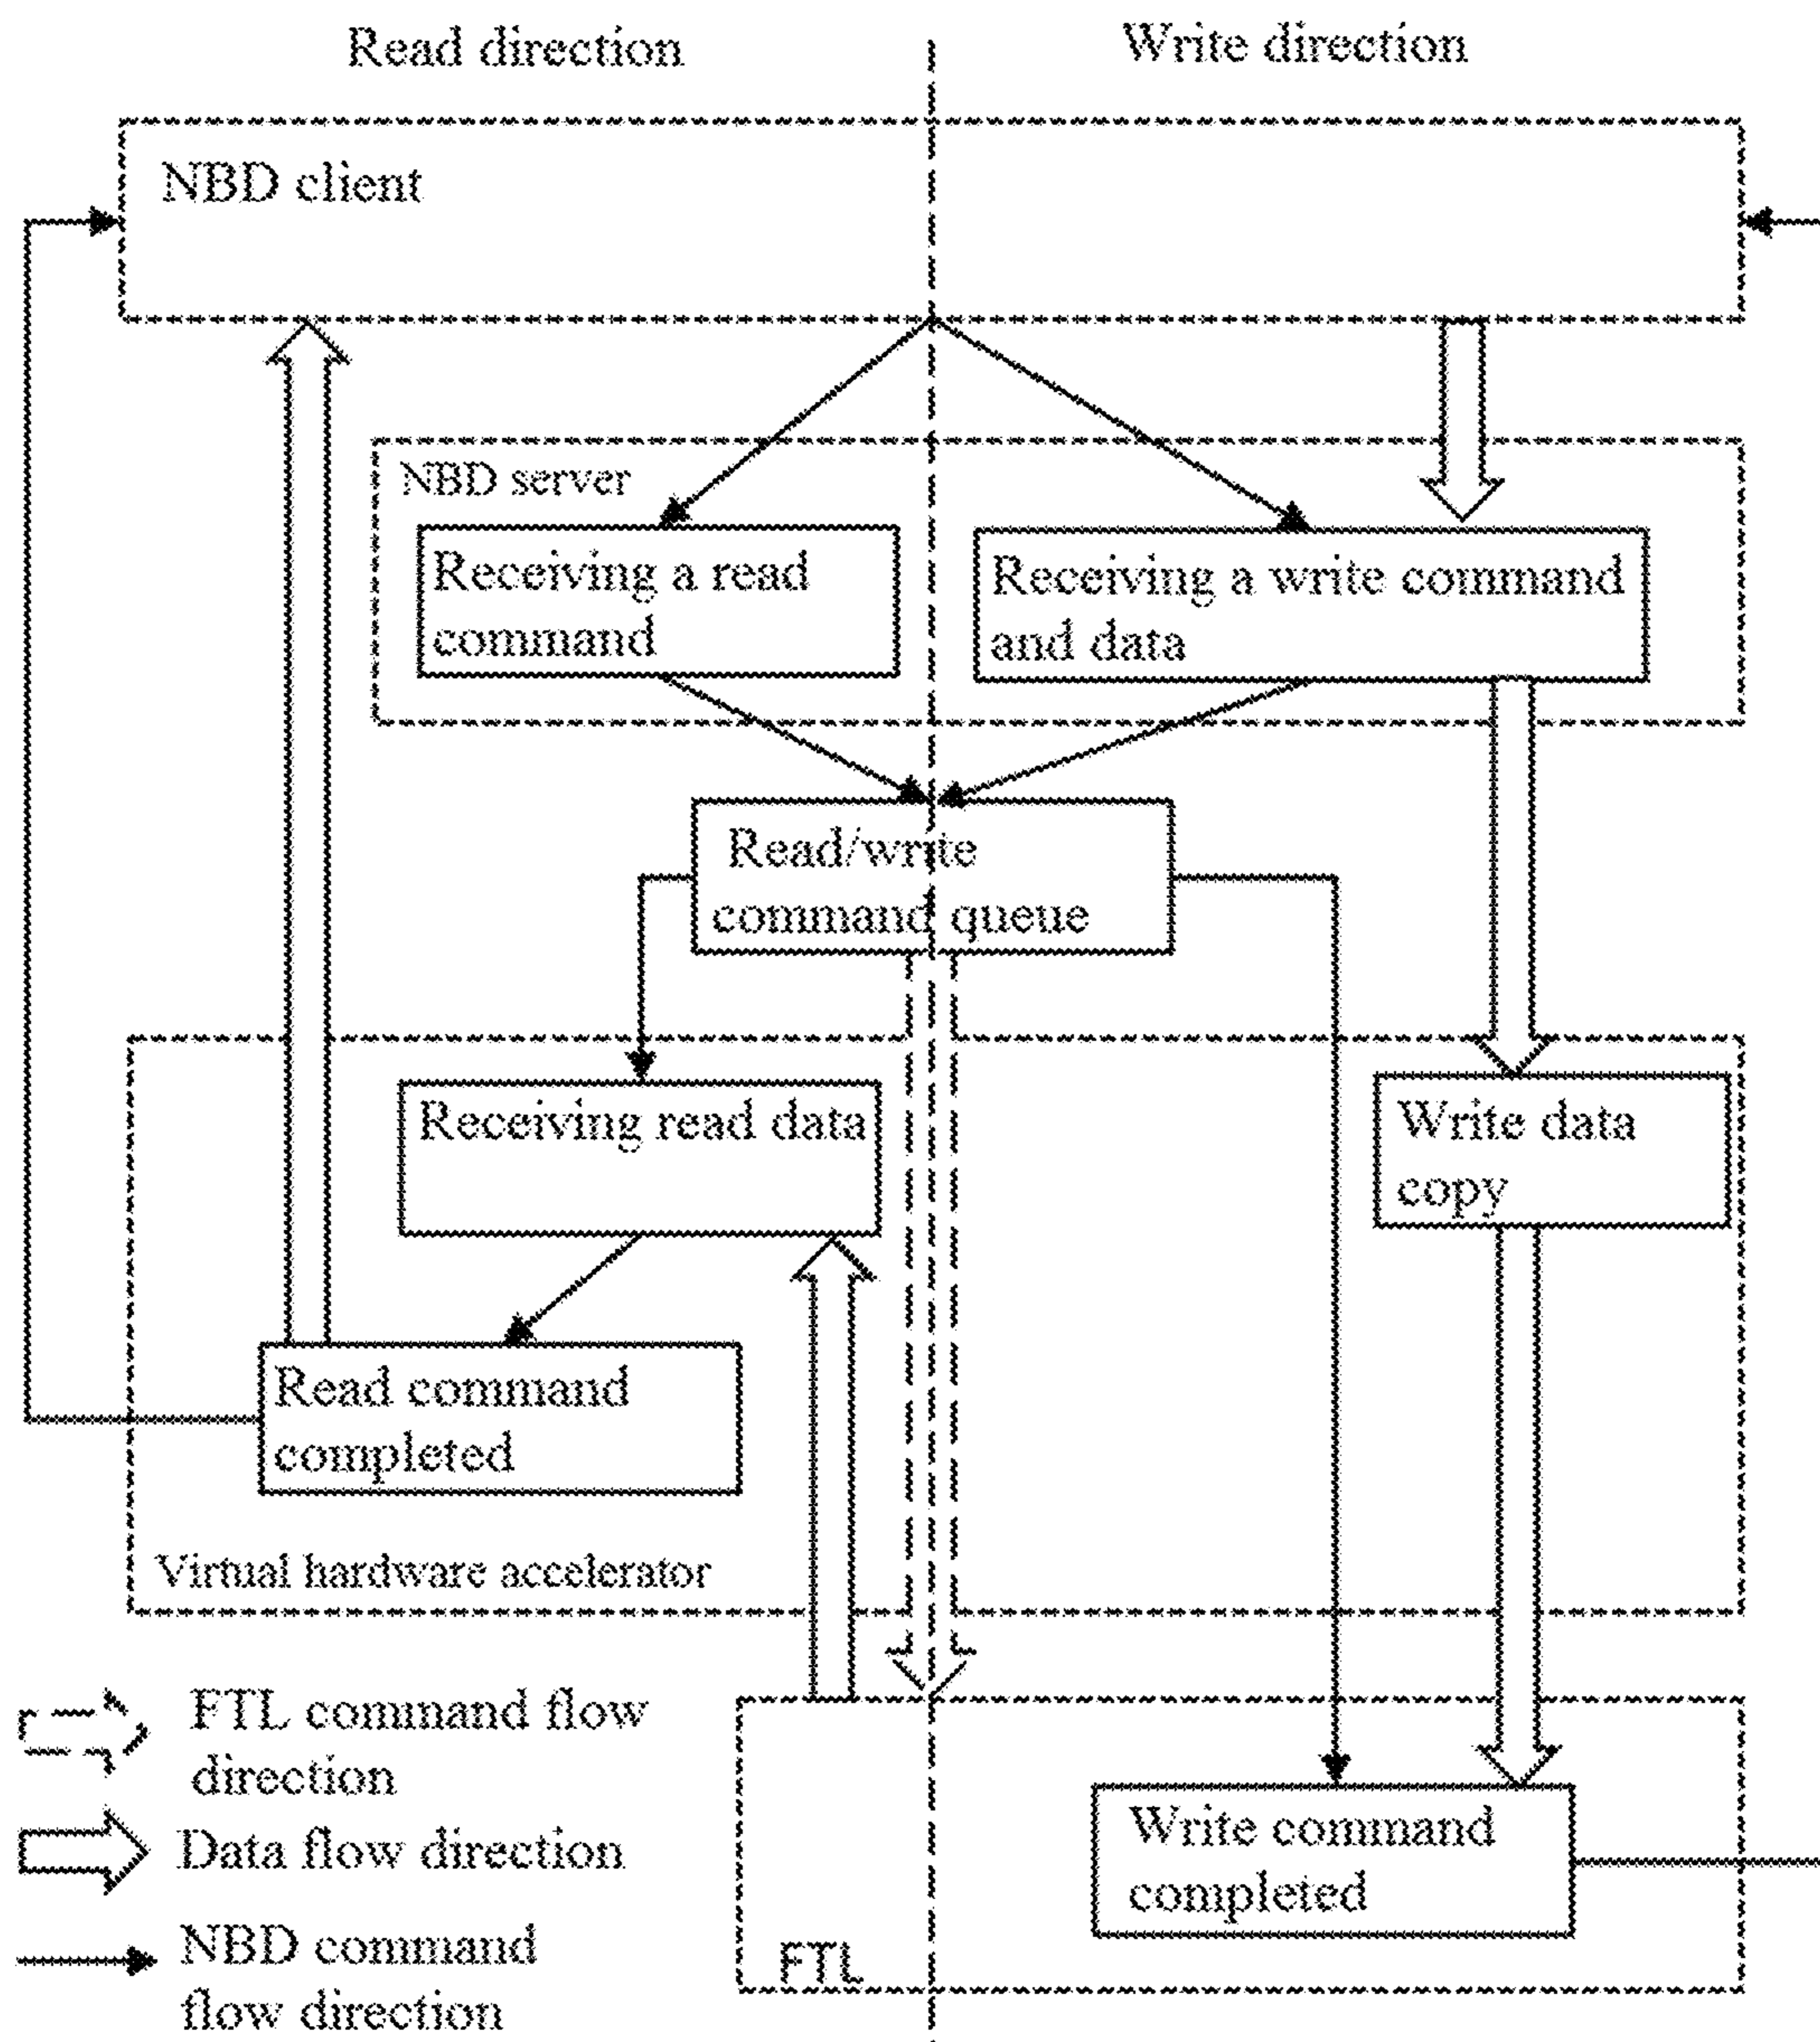 Read direction
Write direction
NBD client
NBD server
Receiving a read
command
Receiving a write command
and data
Read/write
command queue
Receiving read data
Write data
copy
Read command
completed
Virtual hardware accelerator
FTL command flow
direction
Data flow direction
NBD command
flow direction
Write command
completed
FTL